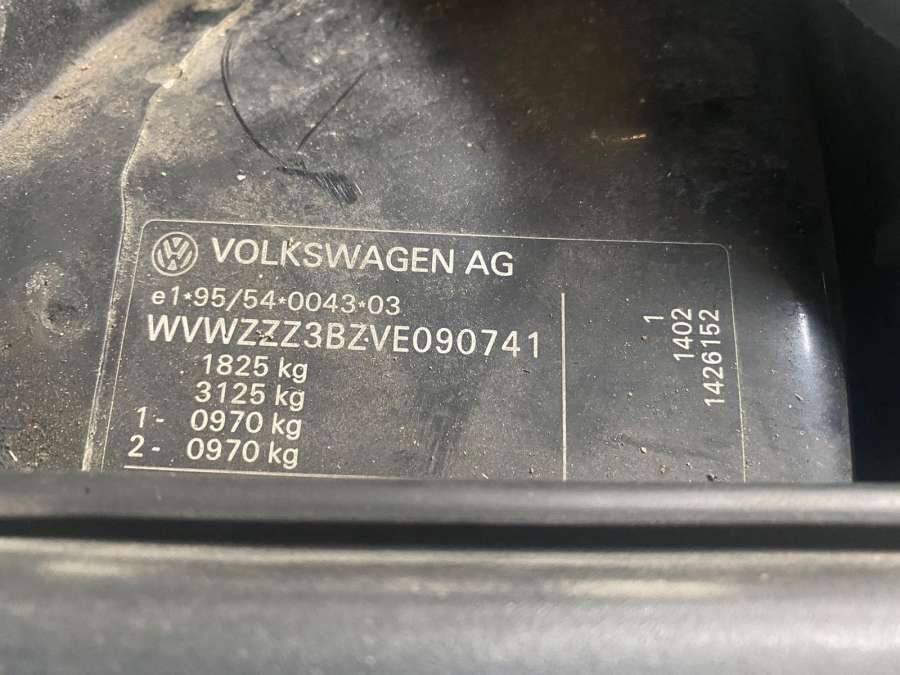 VOLKSWAGEN AG
e1*95/54*0043*03
WVWZZZ3BZVE090741
1825 kg
3125 kg
1- 0970 kg
2- 0970 kg
1
1402
1426152